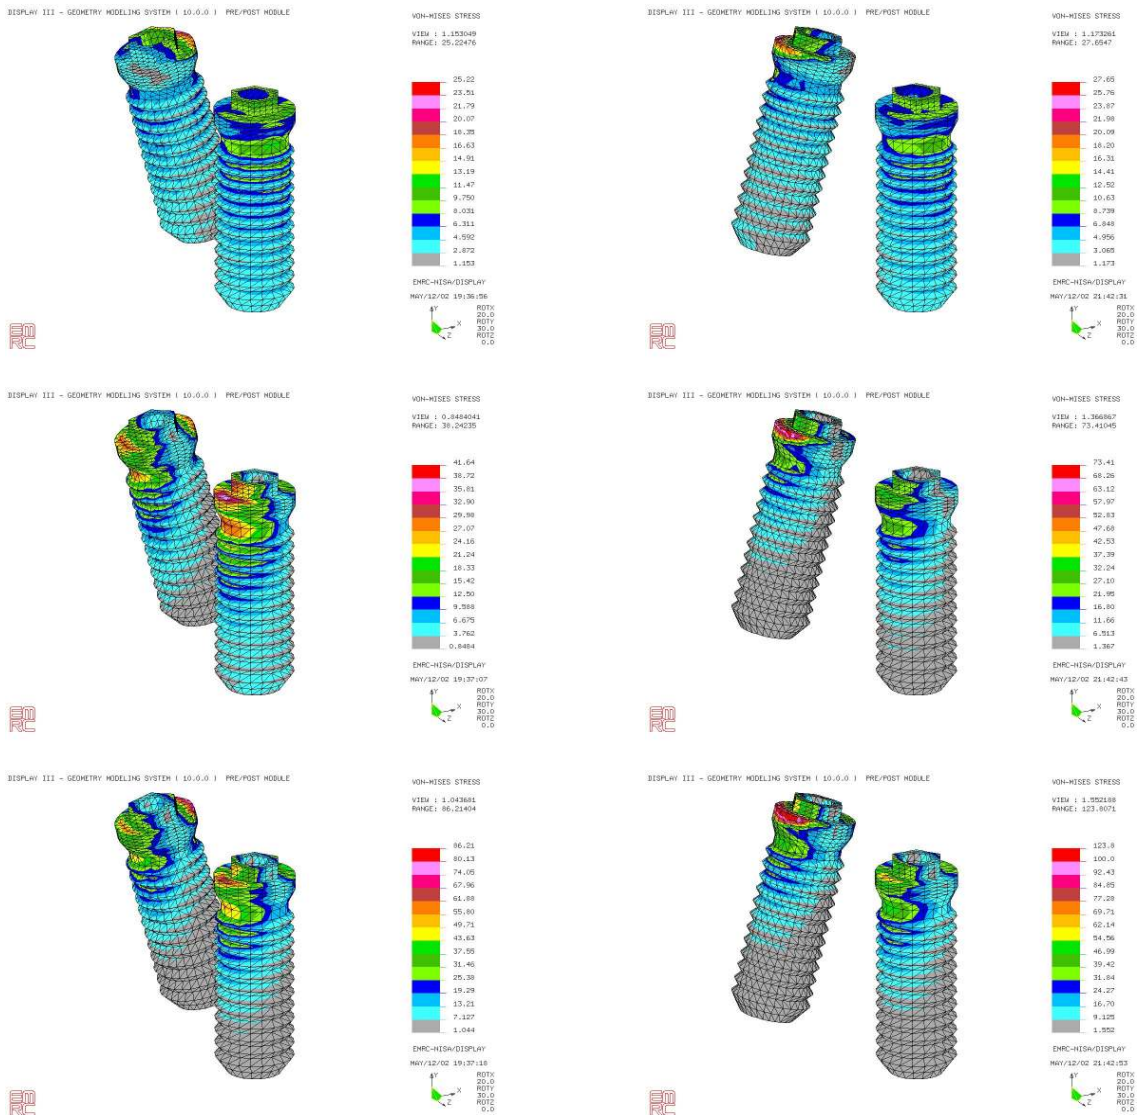 DISPLAY III - GEOMETRY MODELING SYSTEM ( 10.0.0 ) PRE/POST MODULE
VON-MISES STRESS
VIEW : 1.153049
RANGE: 25.22476
25.22
23.51
21.79
20.07
18.35
16.63
14.91
13.19
11.47
9.750
8.031
6.311
4.592
2.872
1.153
EMRC-NISA/DISPLAY
MAY/12/02 19:36:56
Y
X
Z
ROTX
20.0
ROTY
30.0
ROTZ
0.0
EMRC
DISPLAY III - GEOMETRY MODELING SYSTEM ( 10.0.0 ) PRE/POST MODULE
VON-MISES STRESS
VIEW : 1.173261
RANGE: 27.6547
27.65
25.76
23.87
21.98
20.09
18.20
16.31
14.41
12.52
10.63
8.739
6.848
4.956
3.065
1.173
EMRC-NISA/DISPLAY
MAY/12/02 21:42:31
Y
X
Z
ROTX
20.0
ROTY
30.0
ROTZ
0.0
EMRC
DISPLAY III - GEOMETRY MODELING SYSTEM ( 10.0.0 ) PRE/POST MODULE
VON-MISES STRESS
VIEW : 0.8484041
RANGE: 38.24235
41.64
38.72
35.81
32.90
29.98
27.07
24.16
21.24
18.33
15.42
12.50
9.588
6.675
3.762
0.8484
EMRC-NISA/DISPLAY
MAY/12/02 19:37:07
Y
X
Z
ROTX
20.0
ROTY
30.0
ROTZ
0.0
EMRC
DISPLAY III - GEOMETRY MODELING SYSTEM ( 10.0.0 ) PRE/POST MODULE
VON-MISES STRESS
VIEW : 1.366867
RANGE: 73.41045
73.41
68.26
63.12
57.97
52.83
47.68
42.53
37.39
32.24
27.10
21.95
16.80
11.66
6.513
1.367
EMRC-NISA/DISPLAY
MAY/12/02 21:42:43
Y
X
Z
ROTX
20.0
ROTY
30.0
ROTZ
0.0
EMRC
DISPLAY III - GEOMETRY MODELING SYSTEM ( 10.0.0 ) PRE/POST MODULE
VON-MISES STRESS
VIEW : 1.043681
RANGE: 86.21404
86.21
80.13
74.05
67.96
61.88
55.80
49.71
43.63
37.55
31.46
25.38
19.29
13.21
7.127
1.044
EMRC-NISA/DISPLAY
MAY/12/02 19:37:18
Y
X
Z
ROTX
20.0
ROTY
30.0
ROTZ
0.0
EMRC
DISPLAY III - GEOMETRY MODELING SYSTEM ( 10.0.0 ) PRE/POST MODULE
VON-MISES STRESS
VIEW : 1.552188
RANGE: 123.8071
123.8
100.0
92.43
84.85
77.28
69.71
62.14
54.56
46.99
39.42
31.84
24.27
16.70
9.125
1.552
EMRC-NISA/DISPLAY
MAY/12/02 21:42:53
Y
X
Z
ROTX
20.0
ROTY
30.0
ROTZ
0.0
EMRC